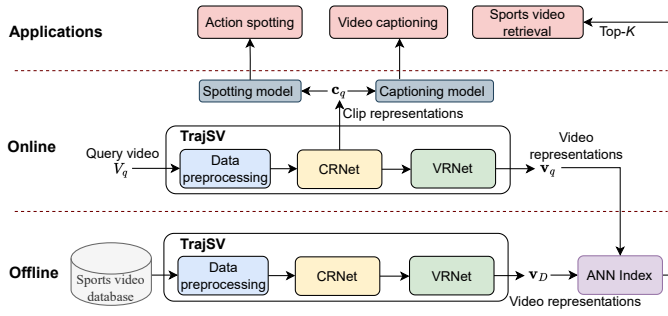 Applications
Action spotting
Video captioning
Sports video
retrieval
Top-K
Spotting model
c_q
Captioning model
Clip representations
Online
TrajSV
Query video
V_q
Data
preprocessing
CRNet
VRNet
Video
representations
v_q
Offline
TrajSV
Sports video
database
Data
preprocessing
CRNet
VRNet
v_D
Video representations
ANN Index